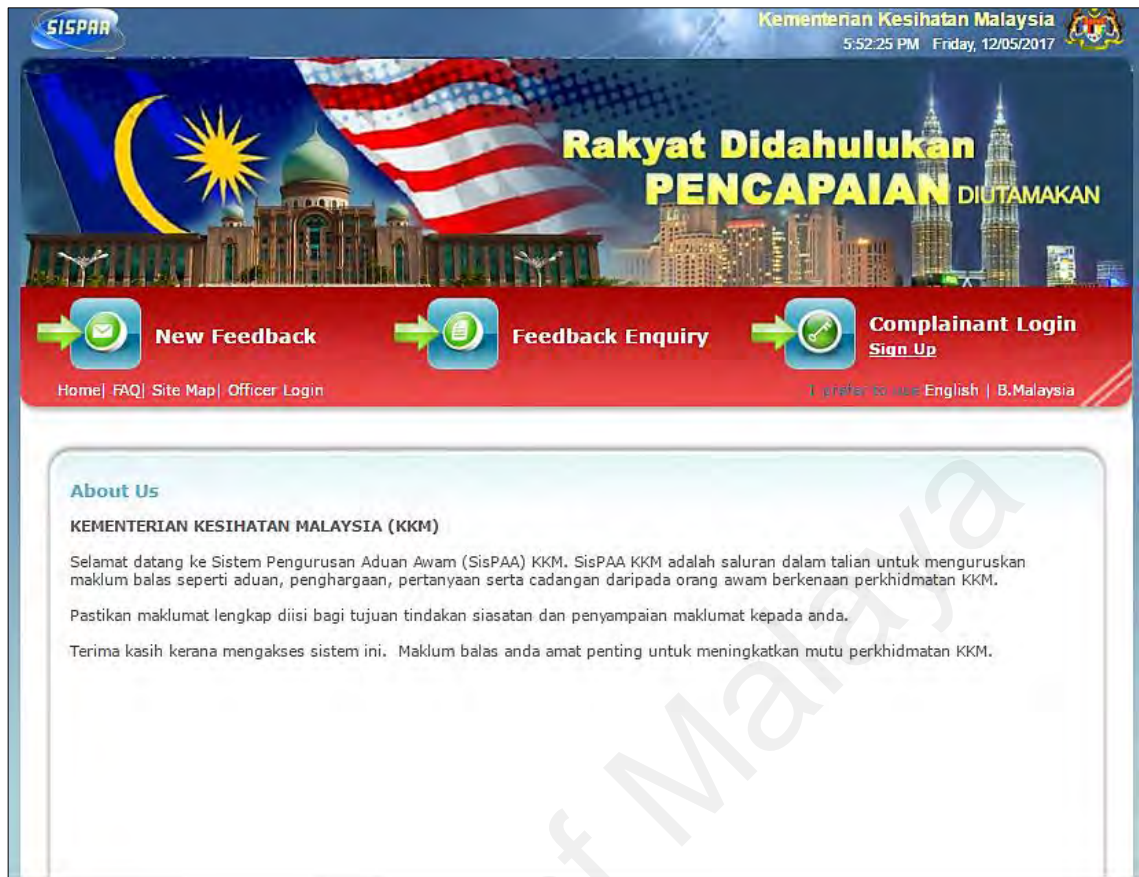 SISPAA
Kementerian Kesihatan Malaysia
5:52:25 PM Friday, 12/05/2017
Rakyat Didahulukan
PENCAPAIAN DIUTAMAKAN
New Feedback
Feedback Enquiry
Complainant Login
Sign Up
Home| FAQ| Site Map| Officer Login
I prefer to use English | B.Malaysia
About Us
KEMENTERIAN KESIHATAN MALAYSIA (KKM)
Selamat datang ke Sistem Pengurusan Aduan Awam (SisPAA) KKM. SisPAA KKM adalah saluran dalam talian untuk menguruskan
maklum balas seperti aduan, penghargaan, pertanyaan serta cadangan daripada orang awam berkenaan perkhidmatan KKM.
Pastikan maklumat lengkap diisi bagi tujuan tindakan siasatan dan penyampaian maklumat kepada anda.
Terima kasih kerana mengakses sistem ini. Maklum balas anda amat penting untuk meningkatkan mutu perkhidmatan KKM.
of Malaya